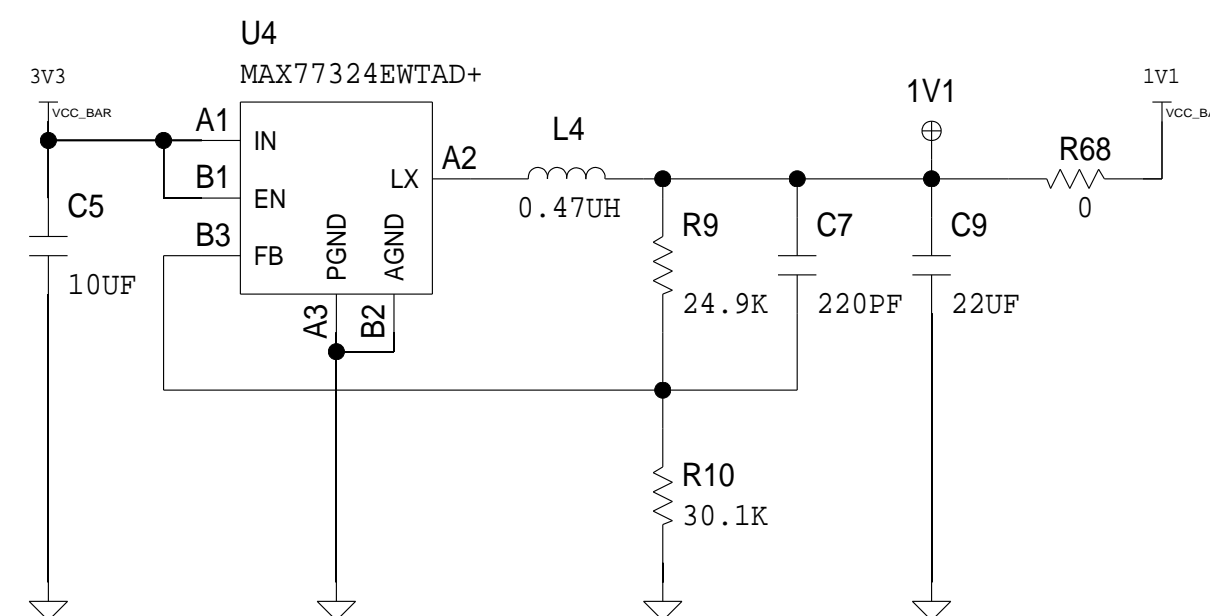 U4
MAX77324EWTAD+
3V3
VCC_BAR
A1
IN
B1
EN
B3
FB
LX
A2
PGND
AGND
A3
B2
C5
10UF
L4
0.47UH
R9
24.9K
C7
220PF
1V1
C9
22UF
R68
0
1V1
VCC_BA
R10
30.1K